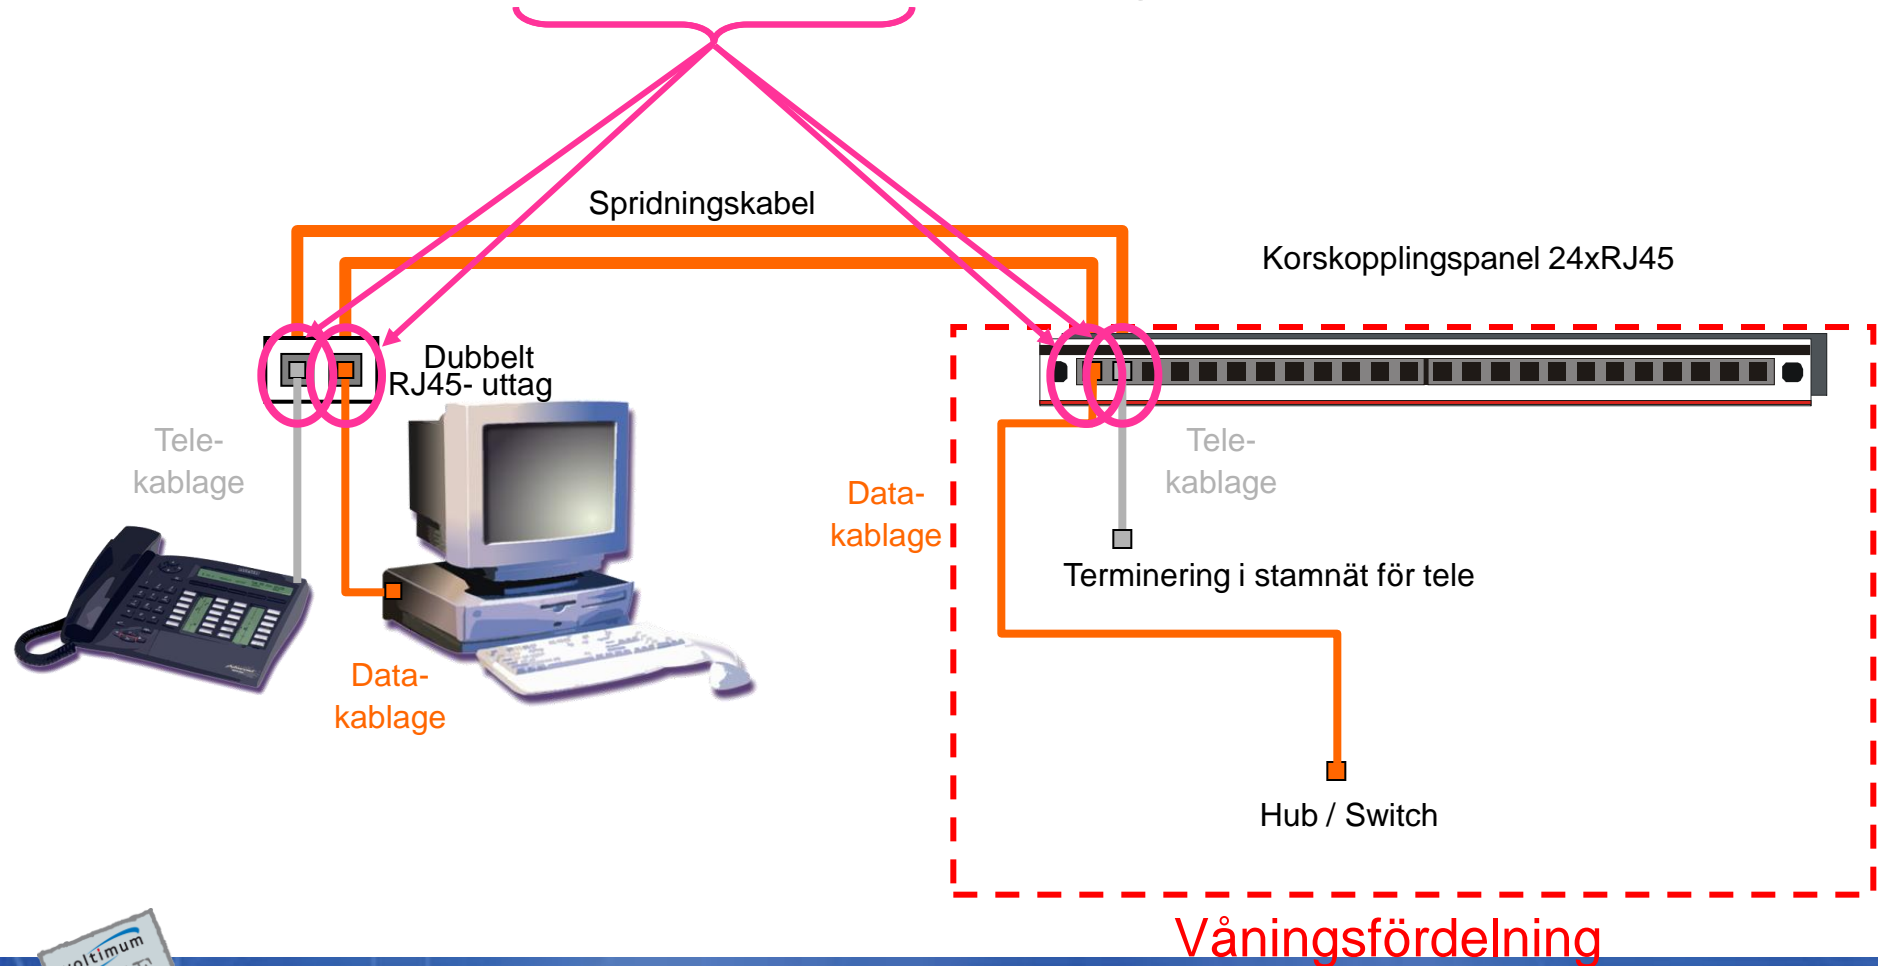 Spridningskabel
Korskopplingspanel 24xRJ45
Dubbelt
RJ45- uttag
Tele-
kablage
Tele-
kablage
Data-
kablage
Terminering i stamnät för tele
Data-
kablage
Hub / Switch
Våningsfördelning
voltimum